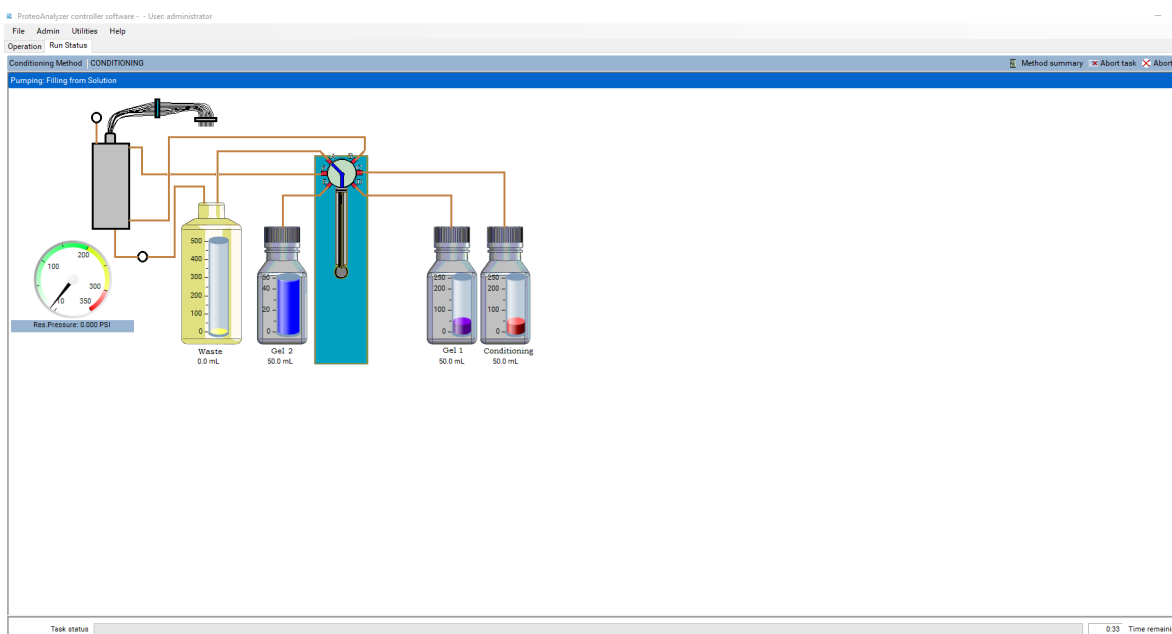 ProteoAnalyzer controller software - - User: administrator
File Admin Utilities Help
Operation Run Status
Conditioning Method CONDITIONING Method summary Abort task Abort
Pumping: Filling from Solution
100 200 300 350 10
Res.Pressure: 0.000 PSI
500
400
300
200
100
0
Waste
0.0 mL
50
40
20
0
Gel 2
50.0 mL
250
200
100
0
Gel 1
50.0 mL
250
200
100
0
Conditioning
50.0 mL
Task status 0:33 Time remaini